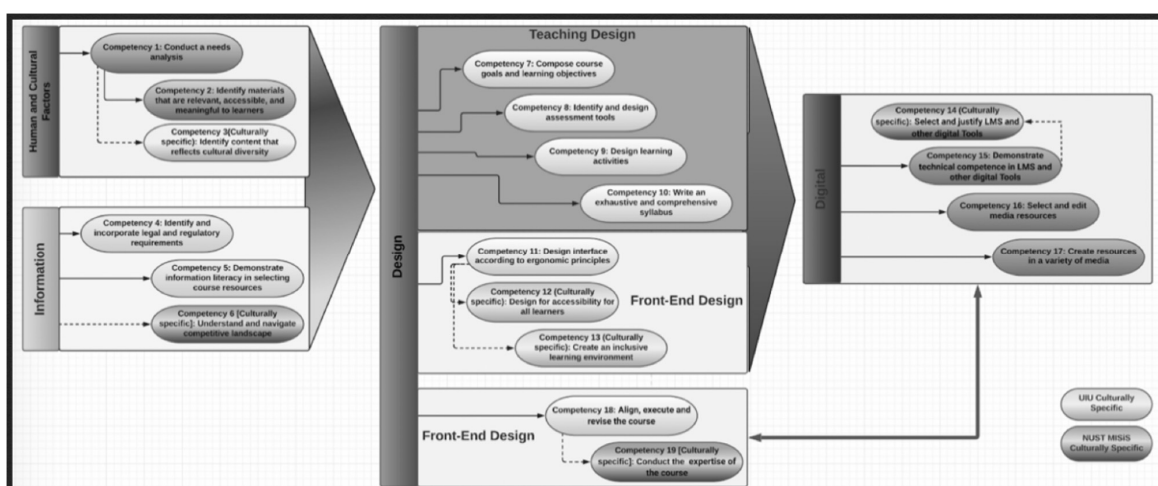 Human and Cultural
Factors
Competency 1: Conduct a needs
analysis
Competency 2: Identify materials
that are relevant, accessible, and
meaningful to learners
Competency 3[Culturally
specific): Identify content that
reflects cultural diversity
Information
Competency 4: Identify and
incorporate legal and regulatory
requirements
Competency 5: Demonstrate
information literacy in selecting
course resources
Competency 6 [Culturally
specific]: Understand and navigate
competitive landscape
Design
Teaching Design
Competency 7: Compose course
goals and learning objectives
Competency 8: Identify and design
assessment tools
Competency 9: Design learning
activities
Competency 10: Write an
exhaustive and comprehensive
syllabus
Competency 11: Design interface
according to ergonomic principles
Competency 12 (Culturally
specific): Design for accessibility for
all learners
Front-End Design
Competency 13 (Culturally
specific): Create an inclusive
learning environment
Competency 18: Align, execute and
revise the course
Front-End Design
Competency 19 [Culturally
specific]: Conduct the expertise of
the course
Digital
Competency 14 (Culturally
specific): Select and justify LMS and
other digital Tools
Competency 15: Demonstrate
technical competence in LMS and
other digital Tools
Competency 16: Select and edit
media resources
Competency 17: Create resources
in a variety of media
UIU Culturally
Specific
NUST MISiS
Culturally Specific